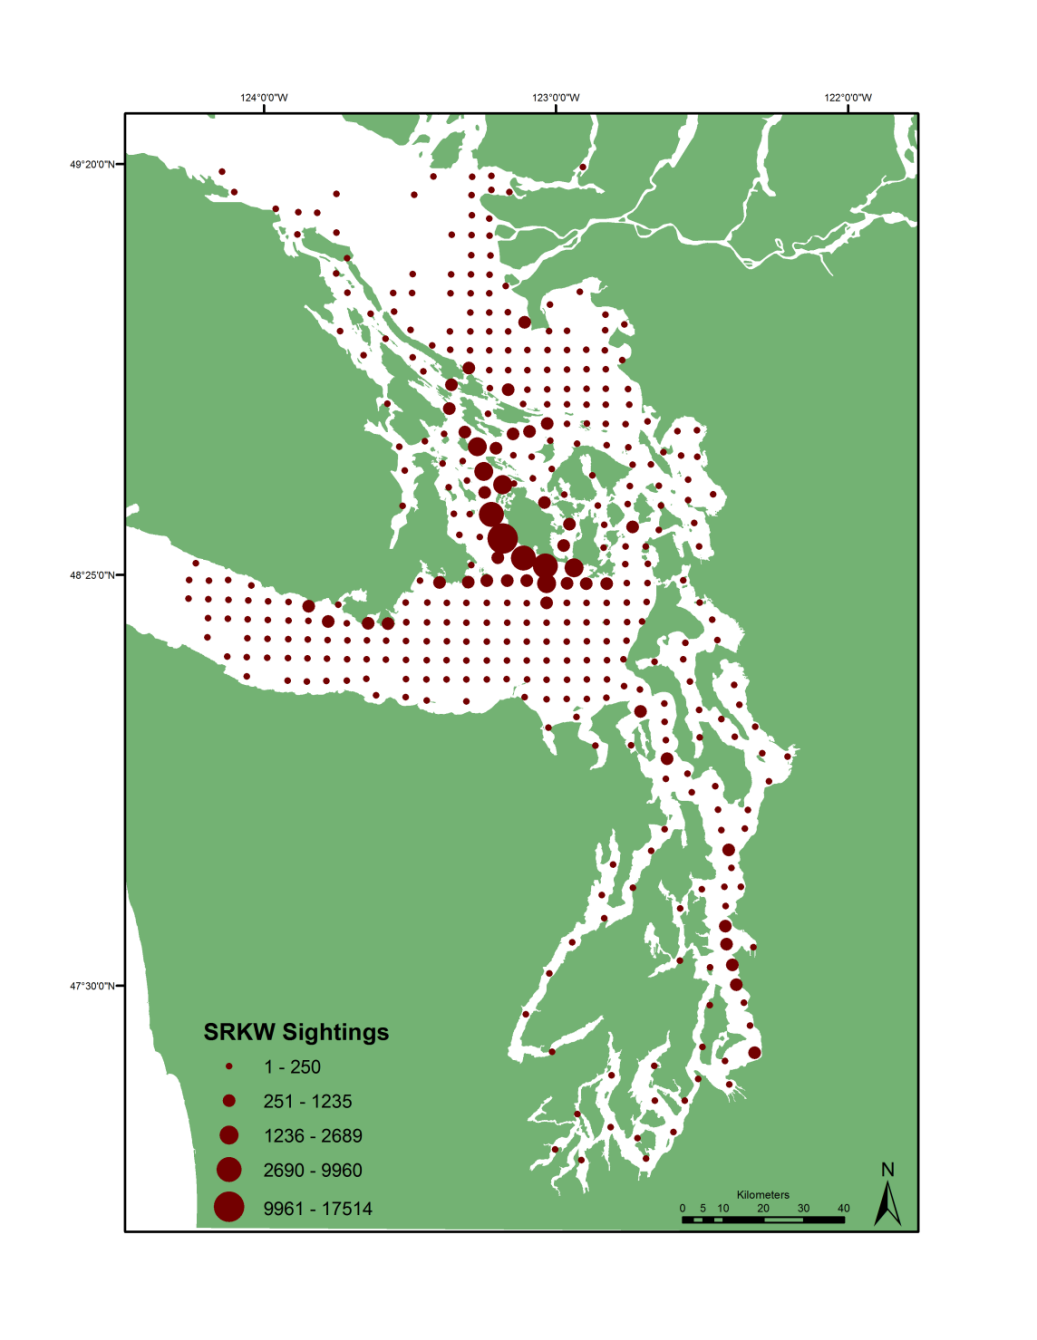 124°0'0"W 123°0'0"W 122°0'0"W
49°20'0"N
48°25'0"N
47°30'0"N
SRKW Sightings
1 - 250
251 - 1235
1236 - 2689
2690 - 9960
9961 - 17514
N
Kilometers
0 5 10 20 30 40